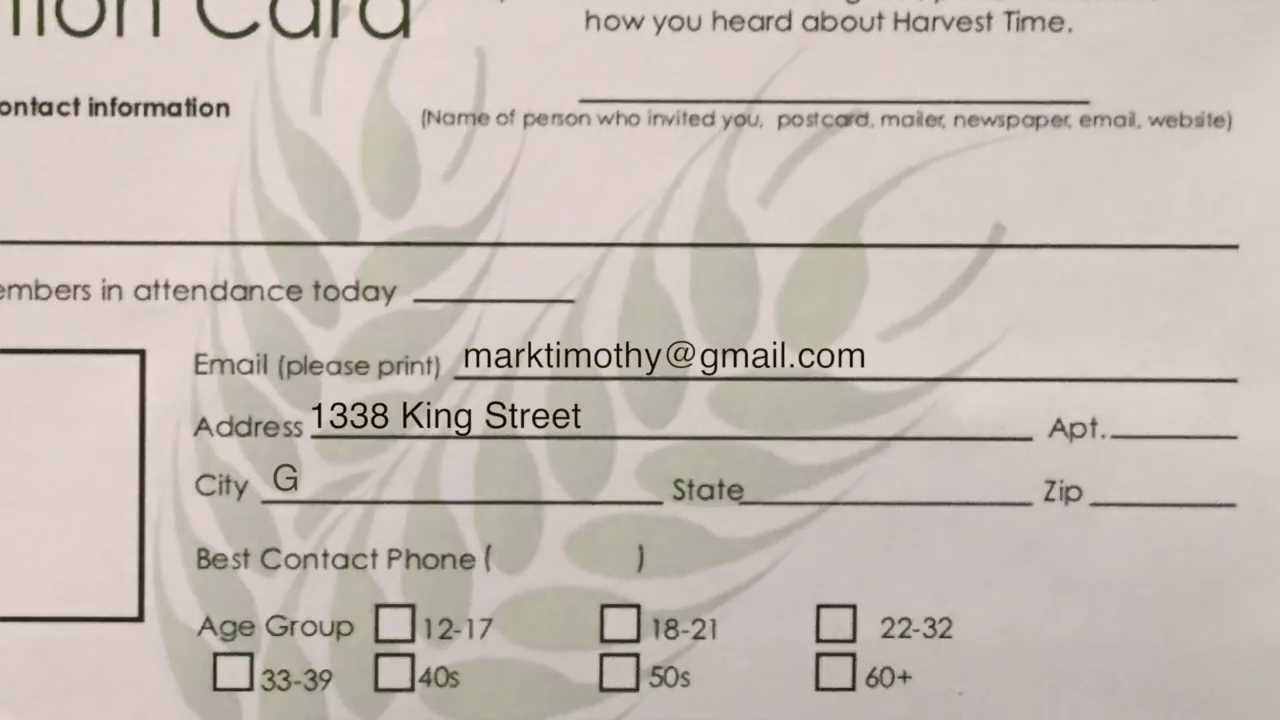 how you heard about Harvest Time.
Card
contact information
(Name of person who invited you, postcard, mailer, newspaper, email, website)
embers in attendance today
Email (please print) marktimothy@gmail.com
Address 1338 King Street Apt.
City G State Zip
Best Contact Phone ( )
Age Group 12-17 18-21 22-32
33-39 40s 50s 60+